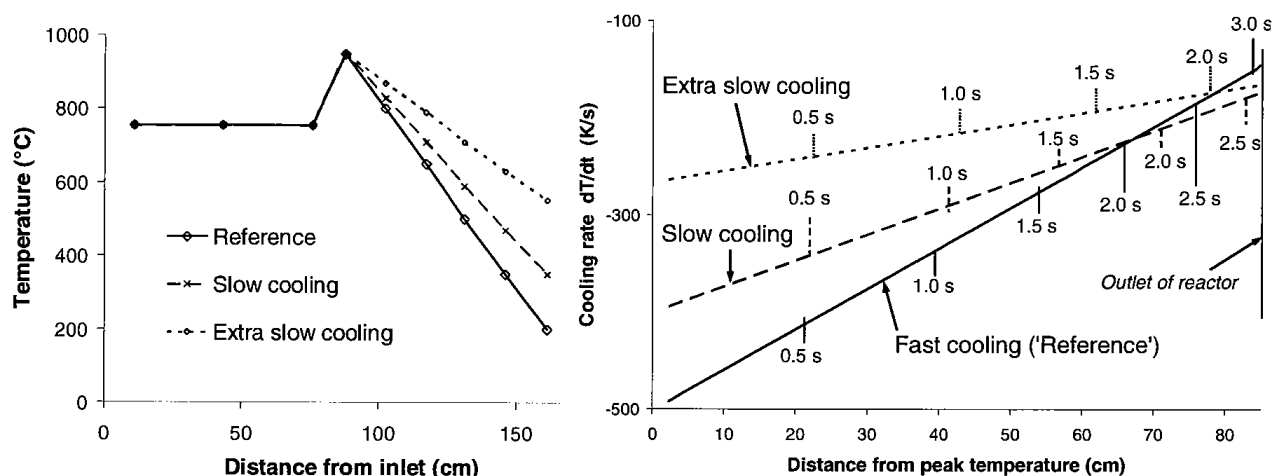 1000
800
600
400
200
0
Temperature (°C)
Reference
Slow cooling
Extra slow cooling
0
50
100
150
Distance from inlet (cm)
-100
-300
-500
Cooling rate dT/dt (K/s)
Extra slow cooling
0.5 s
1.0 s
1.5 s
2.0 s
3.0 s
Slow cooling
0.5 s
1.0 s
1.5 s
2.0 s
2.5 s
0.5 s
1.0 s
1.5 s
2.0 s
2.5 s
Fast cooling ('Reference')
Outlet of reactor
0
10
20
30
40
50
60
70
80
Distance from peak temperature (cm)